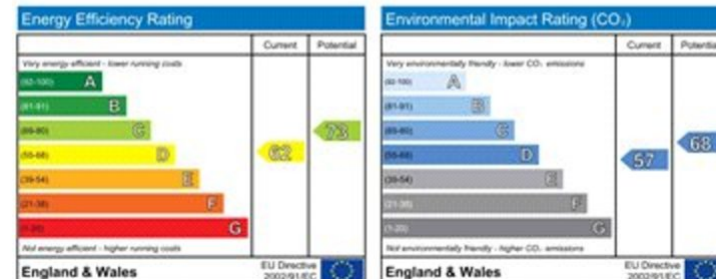 Energy Efficiency Rating
Current Potential
Very energy efficient - lower running costs
(92-100) A
(81-91) B
(69-80) C
(55-68) D
(39-54) E
(21-38) F
(1-20) G
62
73
Not energy efficient - higher running costs
England & Wales
EU Directive
2002/91/EC
Environmental Impact Rating (CO₂)
Current Potential
Very environmentally friendly - lower CO₂ emissions
(92-100) A
(81-91) B
(69-80) C
(55-68) D
(39-54) E
(21-38) F
(1-20) G
57
68
Not environmentally friendly - higher CO₂ emissions
England & Wales
EU Directive
2002/91/EC